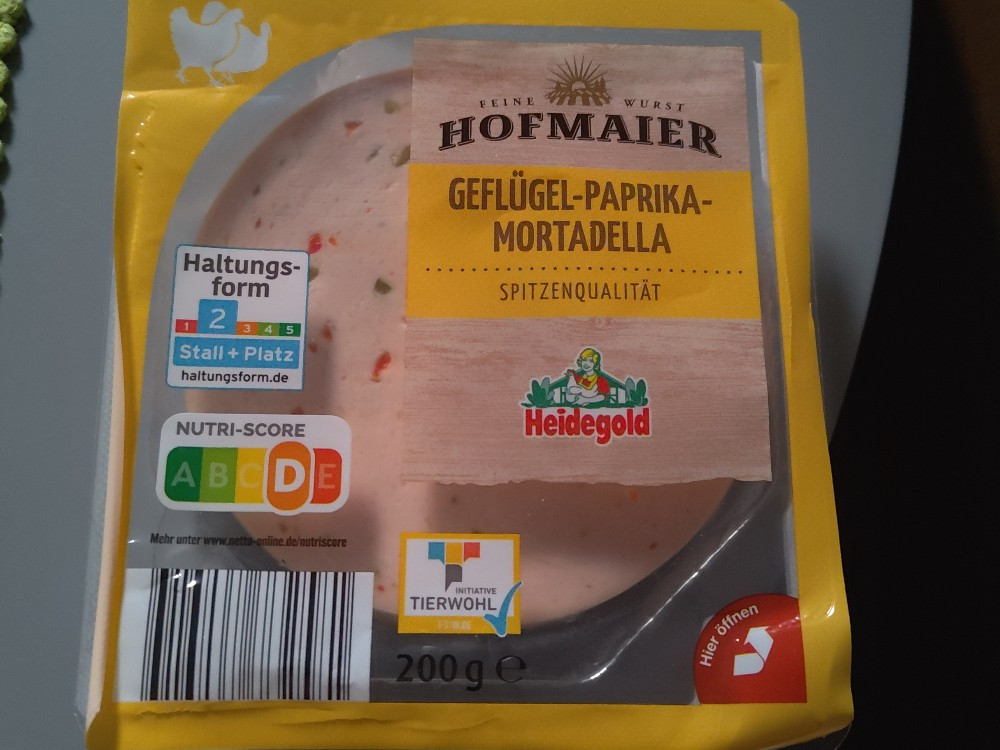 FEINE WURST
HOFMAIER
GEFLÜGEL-PAPRIKA-
MORTADELLA
SPITZENQUALITÄT
Heidegold
Haltungs-
form
1 2 3 4 5
Stall + Platz
haltungsform.de
NUTRI-SCORE
A B C D E
Mehr unter www.netto-online.de/nutriscore
INITIATIVE
TIERWOHL
200 g e
Hier öffnen